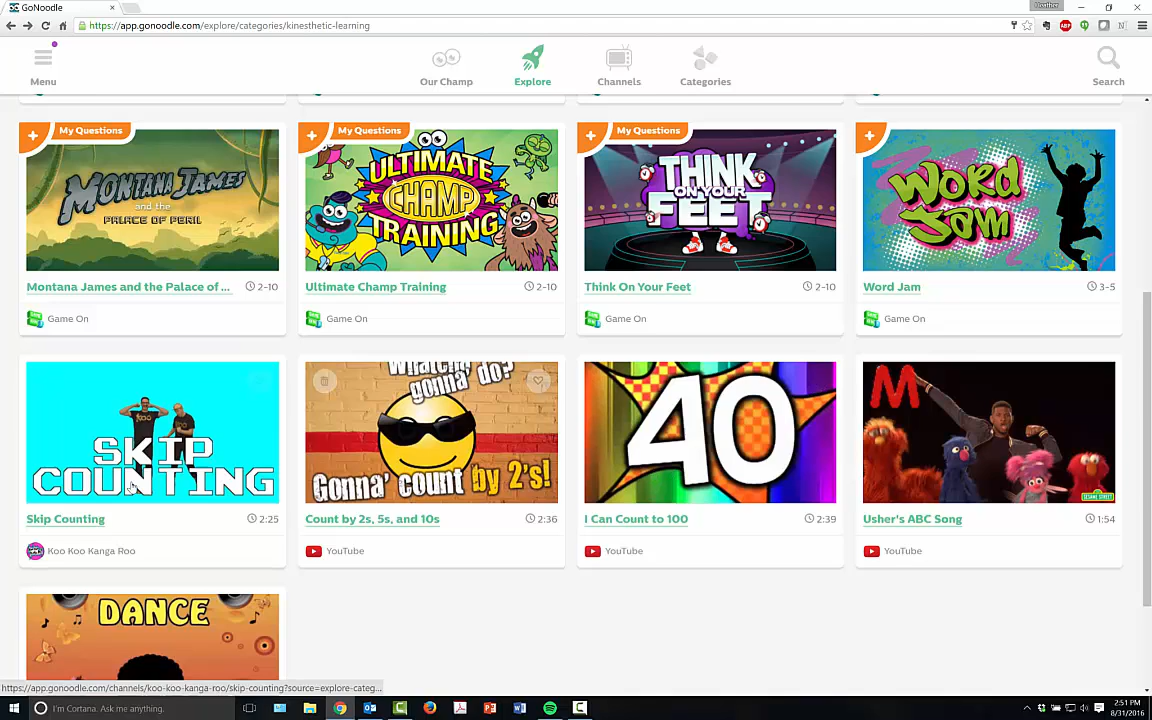 GoNoodle
Heather
https://app.gonoodle.com/explore/categories/kinesthetic-learning
ABP
Menu
Our Champ
Explore
Channels
Categories
Search
My Questions
My Questions
My Questions
MONTANA JAMES
and the
PALACE OF PERIL
ULTIMATE
CHAMP
TRAINING
THINK
ON YOUR
FEET
WORD
JAM
Montana James and the Palace of ...
2-10
Ultimate Champ Training
2-10
Think On Your Feet
2-10
Word Jam
3-5
Game On
Game On
Game On
Game On
SKIP
COUNTING
Whatcha
gonna' do?
Gonna' count by 2's!
40
M
SESAME STREET
Skip Counting
2:25
Count by 2s, 5s, and 10s
2:36
I Can Count to 100
2:39
Usher's ABC Song
1:54
Koo Koo Kanga Roo
YouTube
YouTube
YouTube
DANCE
https://app.gonoodle.com/channels/koo-koo-kanga-roo/skip-counting?source=explore-categ...
I'm Cortana. Ask me anything.
2:51 PM
8/31/2016